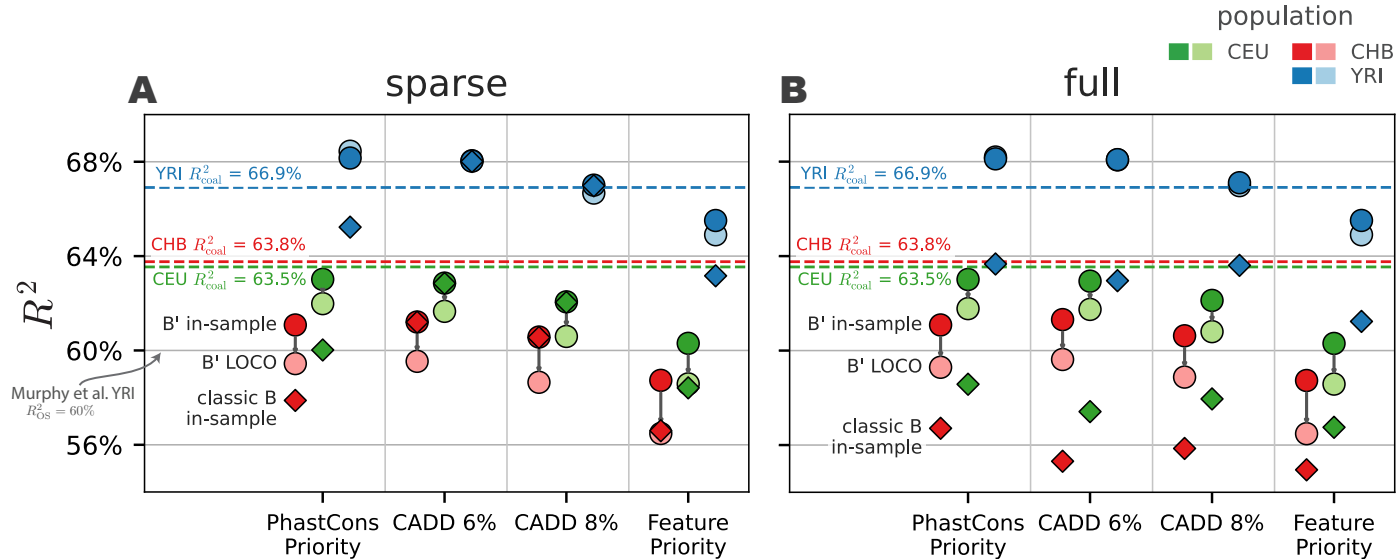 population
CEU
CHB
YRI
A
sparse
B
full
R²
68%
64%
60%
56%
YRI R²coal = 66.9%
CHB R²coal = 63.8%
CEU R²coal = 63.5%
B' in-sample
B' LOCO
classic B
in-sample
Murphy et al. YRI
R²OS = 60%
PhastCons
Priority
CADD 6%
CADD 8%
Feature
Priority
YRI R²coal = 66.9%
CHB R²coal = 63.8%
CEU R²coal = 63.5%
B' in-sample
B' LOCO
classic B
in-sample
PhastCons
Priority
CADD 6%
CADD 8%
Feature
Priority